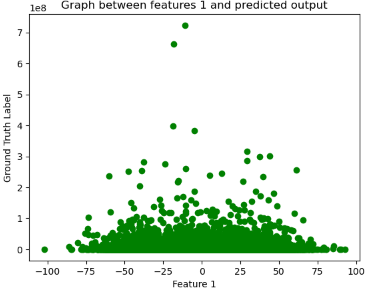 Graph between features 1 and predicted output
1e8
7
6
5
4
3
2
1
0
Ground Truth Label
−100 −75 −50 −25 0 25 50 75 100
Feature 1